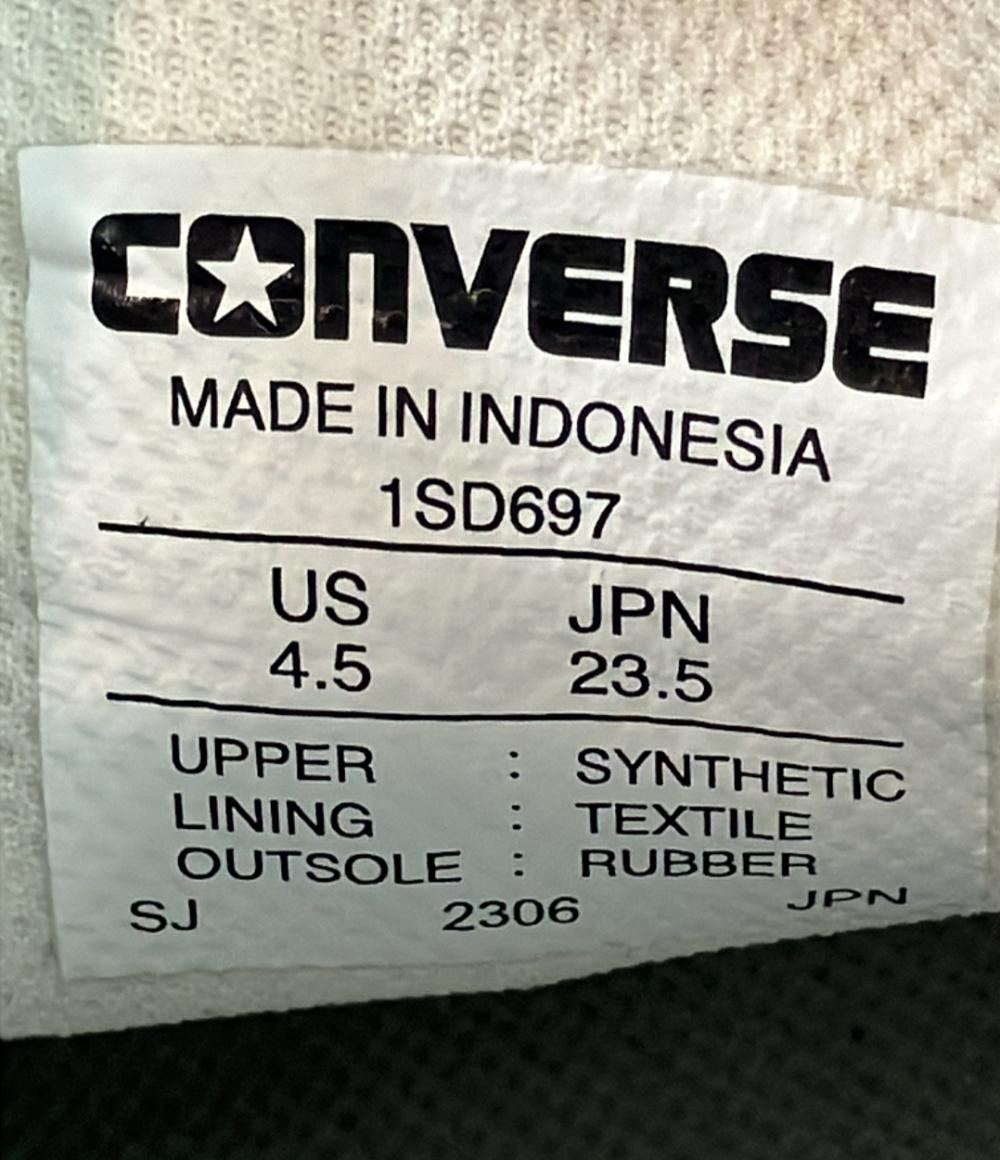 CONVERSE
MADE IN INDONESIA
1SD697
US JPN
4.5 23.5
UPPER : SYNTHETIC
LINING : TEXTILE
OUTSOLE : RUBBER
SJ 2306 JPN